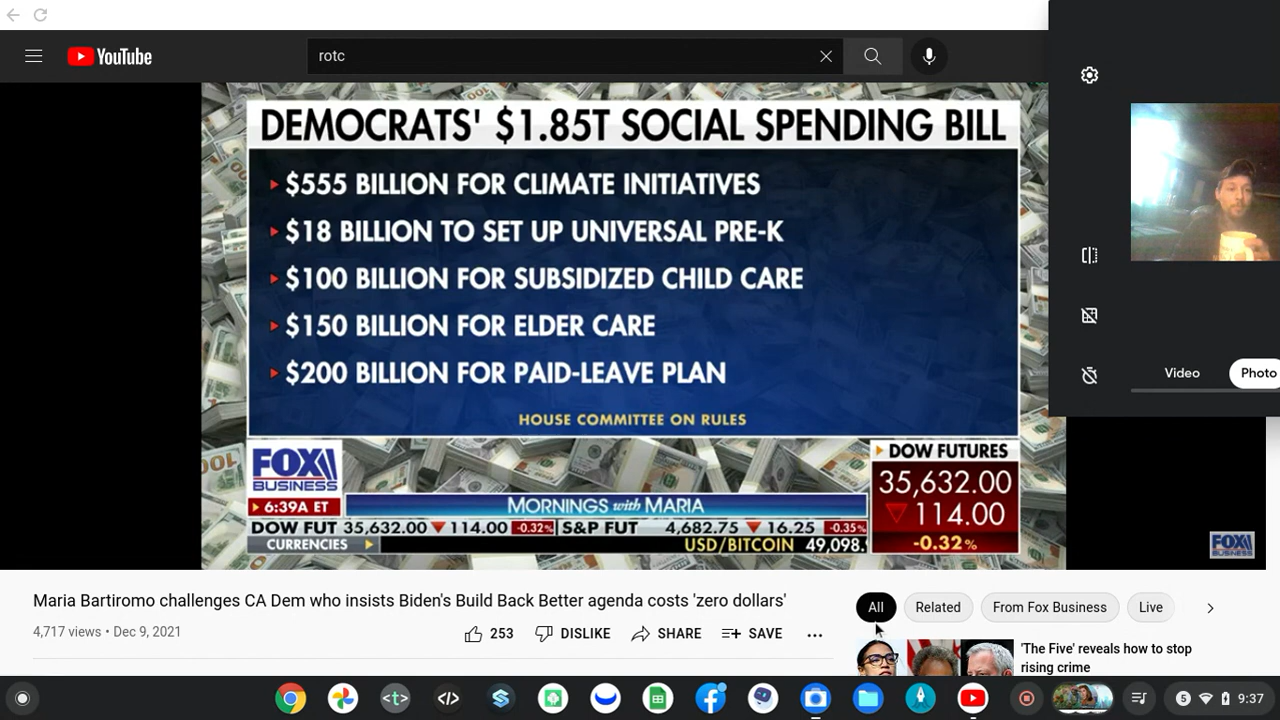 YouTube
rotc
DEMOCRATS' $1.85T SOCIAL SPENDING BILL
$555 BILLION FOR CLIMATE INITIATIVES
$18 BILLION TO SET UP UNIVERSAL PRE-K
$100 BILLION FOR SUBSIDIZED CHILD CARE
$150 BILLION FOR ELDER CARE
$200 BILLION FOR PAID-LEAVE PLAN
HOUSE COMMITTEE ON RULES
Video
Photo
FOX
BUSINESS
6:39A ET
MORNINGS with MARIA
DOW FUTURES
35,632.00
114.00
-0.32%
DOW FUT 35,632.00 114.00 -0.32% S&P FUT 4,682.75 16.25 -0.35%
CURRENCIES USD/BITCOIN 49,098.
FOX
BUSINESS
Maria Bartiromo challenges CA Dem who insists Biden's Build Back Better agenda costs 'zero dollars'
4,717 views • Dec 9, 2021
253 DISLIKE SHARE SAVE
All Related From Fox Business Live
'The Five' reveals how to stop
rising crime
5 9:37